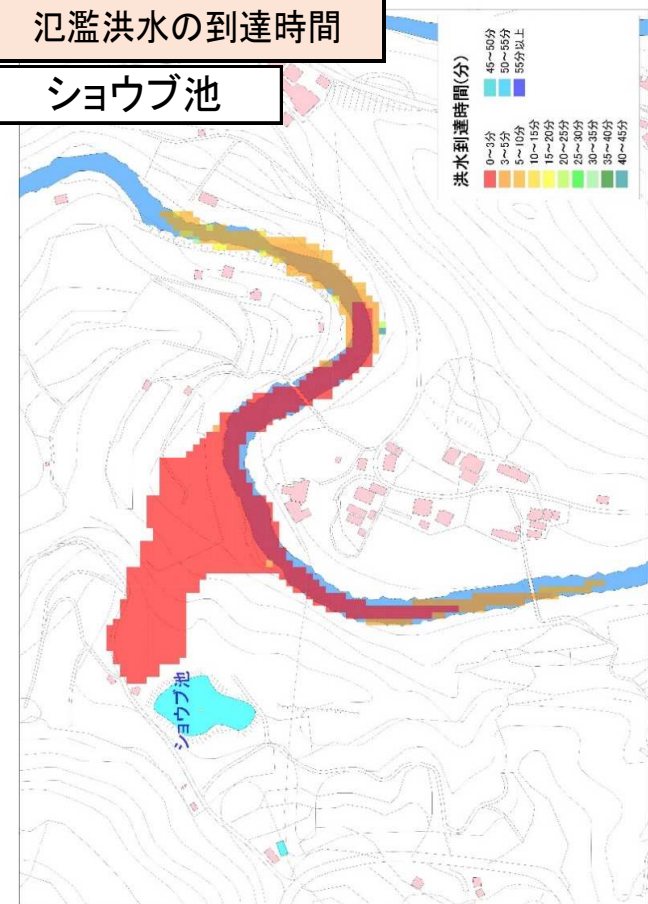 氾濫洪水の到達時間
ショウブ池
洪水到達時間(分)
0~3分
3~5分
5~10分
10~15分
15~20分
20~25分
25~30分
30~35分
35~40分
40~45分
45~50分
50~55分
55分以上
ショウブ池